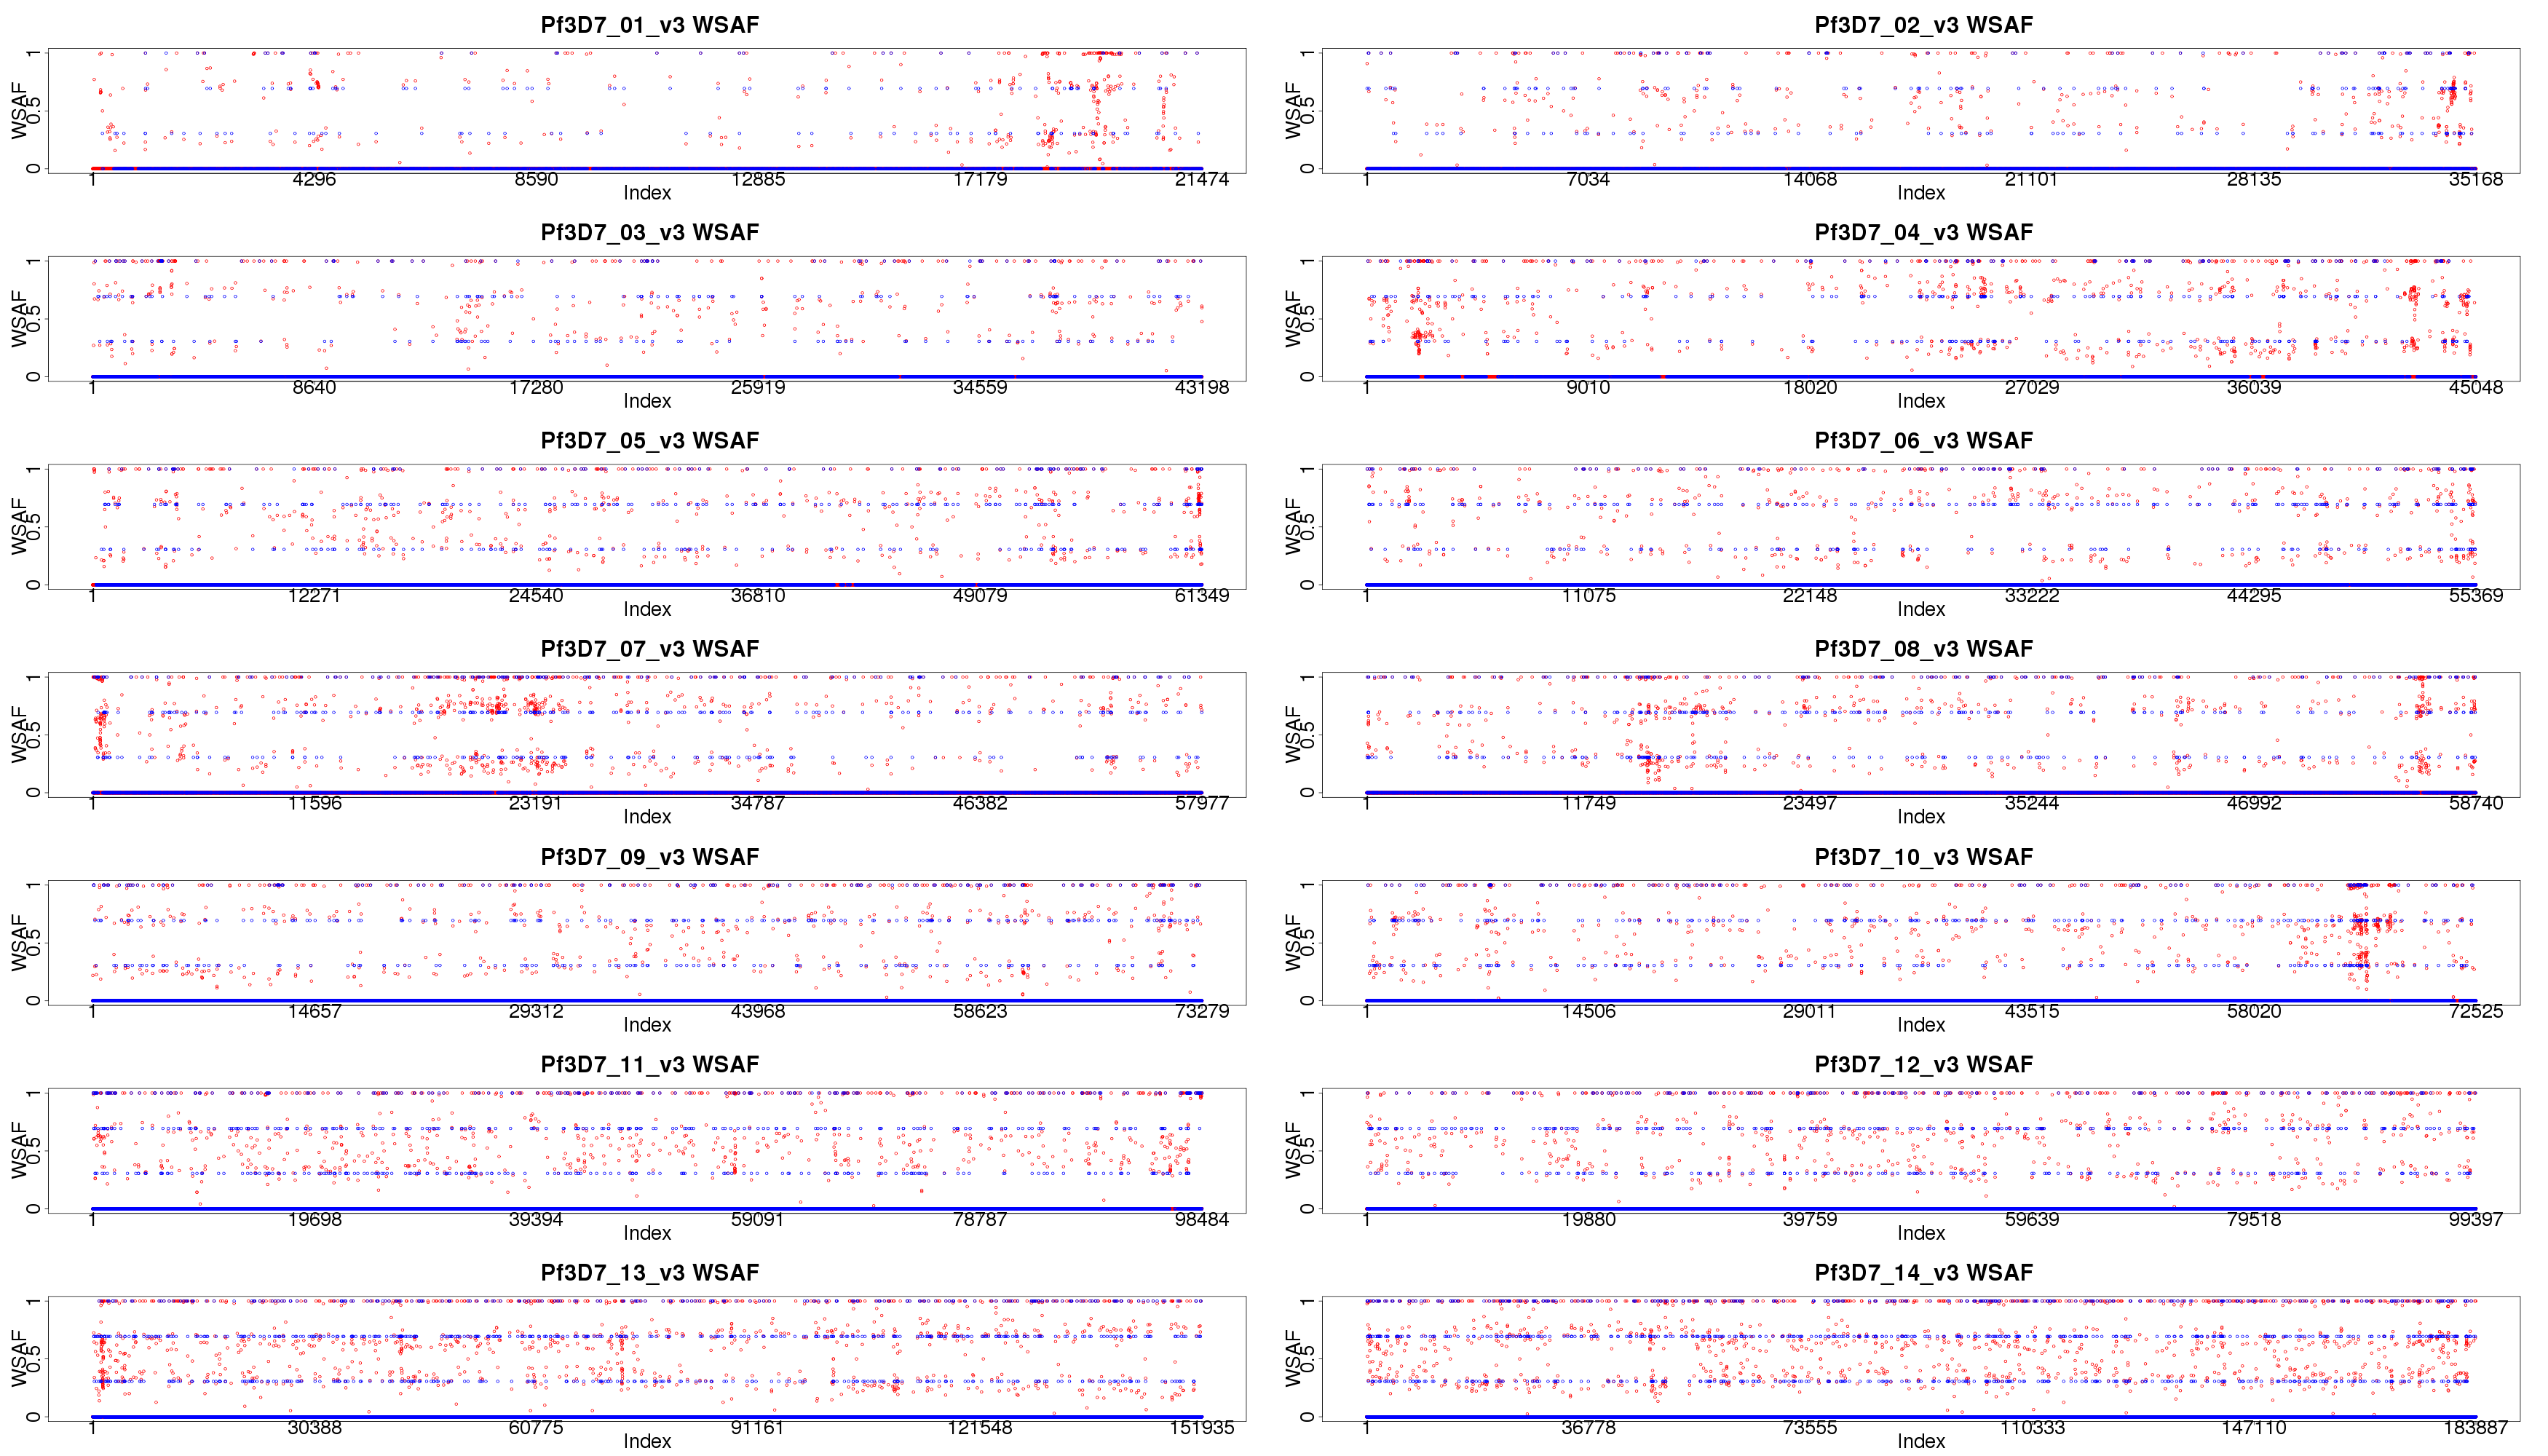 Pf3D7_01_v3 WSAF
WSAF
0 0.5 1
1 4296 8590 12885 17179 21474
Index
Pf3D7_02_v3 WSAF
WSAF
0 0.5 1
1 7034 14068 21101 28135 35168
Index
Pf3D7_03_v3 WSAF
WSAF
0 0.5 1
1 8640 17280 25919 34559 43198
Index
Pf3D7_04_v3 WSAF
WSAF
0 0.5 1
1 9010 18020 27029 36039 45048
Index
Pf3D7_05_v3 WSAF
WSAF
0 0.5 1
1 12271 24540 36810 49079 61349
Index
Pf3D7_06_v3 WSAF
WSAF
0 0.5 1
1 11075 22148 33222 44295 55369
Index
Pf3D7_07_v3 WSAF
WSAF
0 0.5 1
1 11596 23191 34787 46382 57977
Index
Pf3D7_08_v3 WSAF
WSAF
0 0.5 1
1 11749 23497 35244 46992 58740
Index
Pf3D7_09_v3 WSAF
WSAF
0 0.5 1
1 14657 29312 43968 58623 73279
Index
Pf3D7_10_v3 WSAF
WSAF
0 0.5 1
1 14506 29011 43515 58020 72525
Index
Pf3D7_11_v3 WSAF
WSAF
0 0.5 1
1 19698 39394 59091 78787 98484
Index
Pf3D7_12_v3 WSAF
WSAF
0 0.5 1
1 19880 39759 59639 79518 99397
Index
Pf3D7_13_v3 WSAF
WSAF
0 0.5 1
1 30388 60775 91161 121548 151935
Index
Pf3D7_14_v3 WSAF
WSAF
0 0.5 1
1 36778 73555 110333 147110 183887
Index